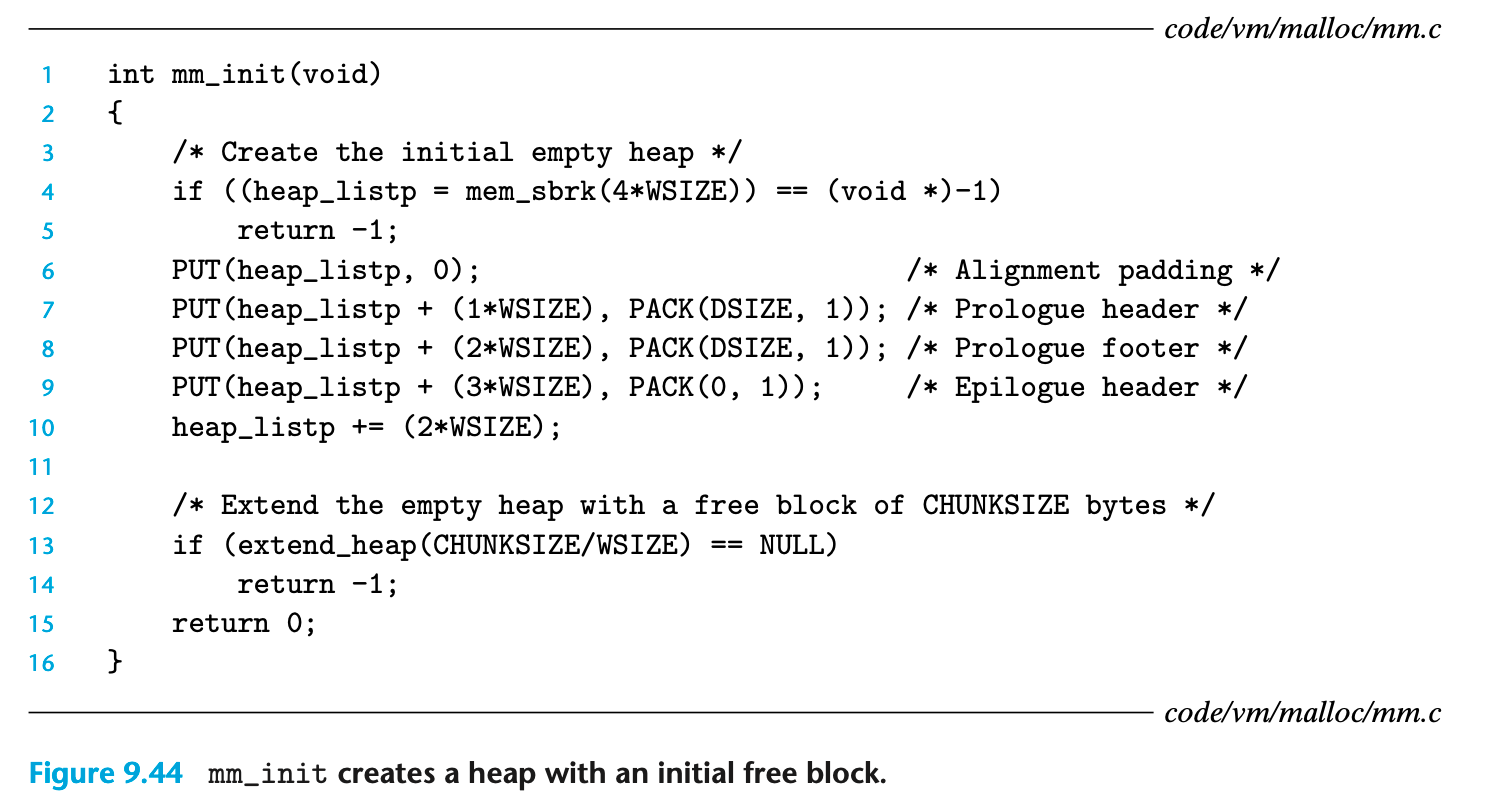 code/vm/malloc/mm.c
1 int mm_init(void)
2 {
3 /* Create the initial empty heap */
4 if ((heap_listp = mem_sbrk(4*WSIZE)) == (void *)-1)
5 return -1;
6 PUT(heap_listp, 0); /* Alignment padding */
7 PUT(heap_listp + (1*WSIZE), PACK(DSIZE, 1)); /* Prologue header */
8 PUT(heap_listp + (2*WSIZE), PACK(DSIZE, 1)); /* Prologue footer */
9 PUT(heap_listp + (3*WSIZE), PACK(0, 1)); /* Epilogue header */
10 heap_listp += (2*WSIZE);
11
12 /* Extend the empty heap with a free block of CHUNKSIZE bytes */
13 if (extend_heap(CHUNKSIZE/WSIZE) == NULL)
14 return -1;
15 return 0;
16 }
code/vm/malloc/mm.c
Figure 9.44 mm_init creates a heap with an initial free block.